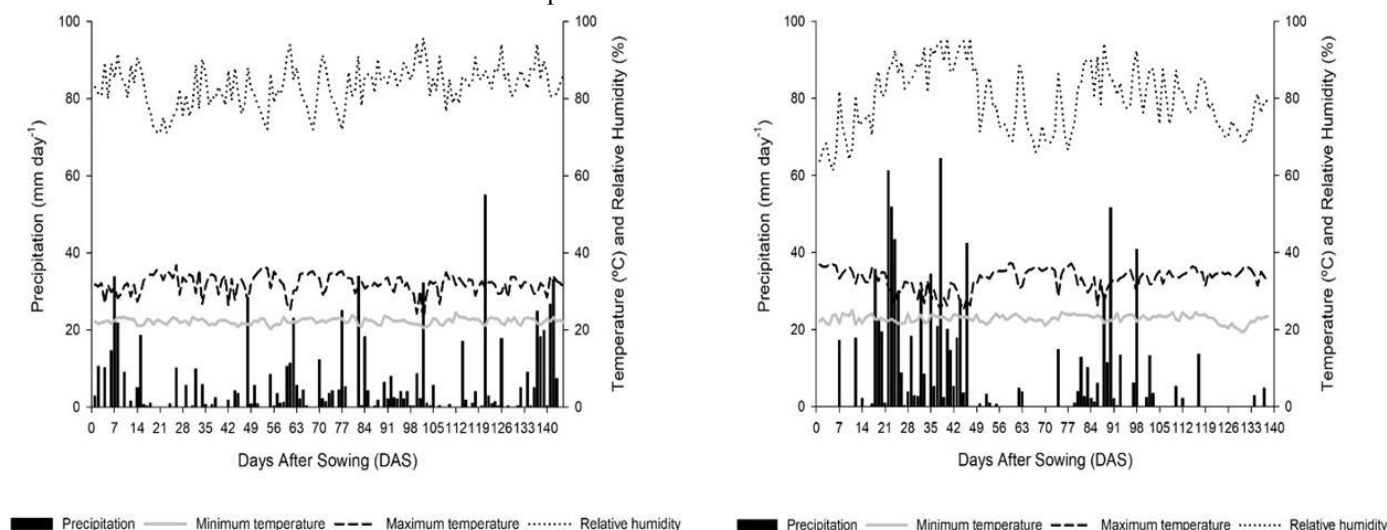 100 100
80 80
60 60
40 40
20 20
0 0
Precipitation (mm day-1)
Temperature (°C) and Relative Humidity (%)
0 7 14 21 28 35 42 49 56 63 70 77 84 91 98 105 112 119 126 133 140
Days After Sowing (DAS)
Precipitation Minimum temperature Maximum temperature Relative humidity
100 100
80 80
60 60
40 40
20 20
0 0
Precipitation (mm day-1)
Temperature (ºC) and Relative Humidity (%)
0 7 14 21 28 35 42 49 56 63 70 77 84 91 98 105 112 119 126 133 140
Days After Sowing (DAS)
Precipitation Minimum temperature Maximum temperature Relative humidity